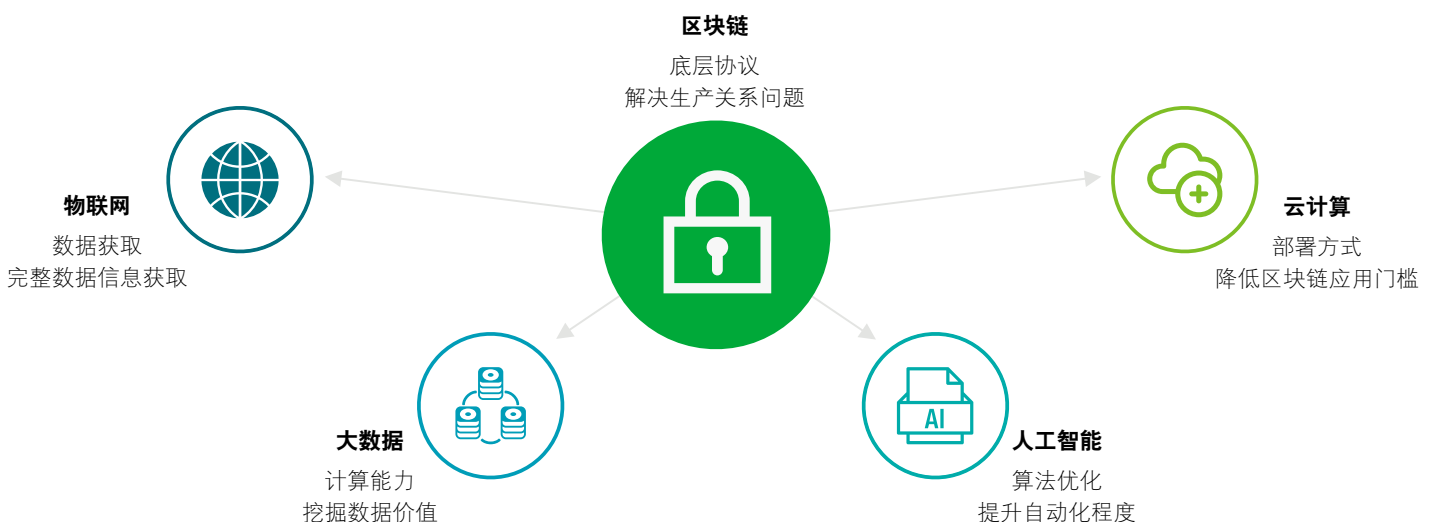 区块链
底层协议
解决生产关系问题
物联网
数据获取
完整数据信息获取
云计算
部署方式
降低区块链应用门槛
大数据
计算能力
挖掘数据价值
AI
人工智能
算法优化
提升自动化程度